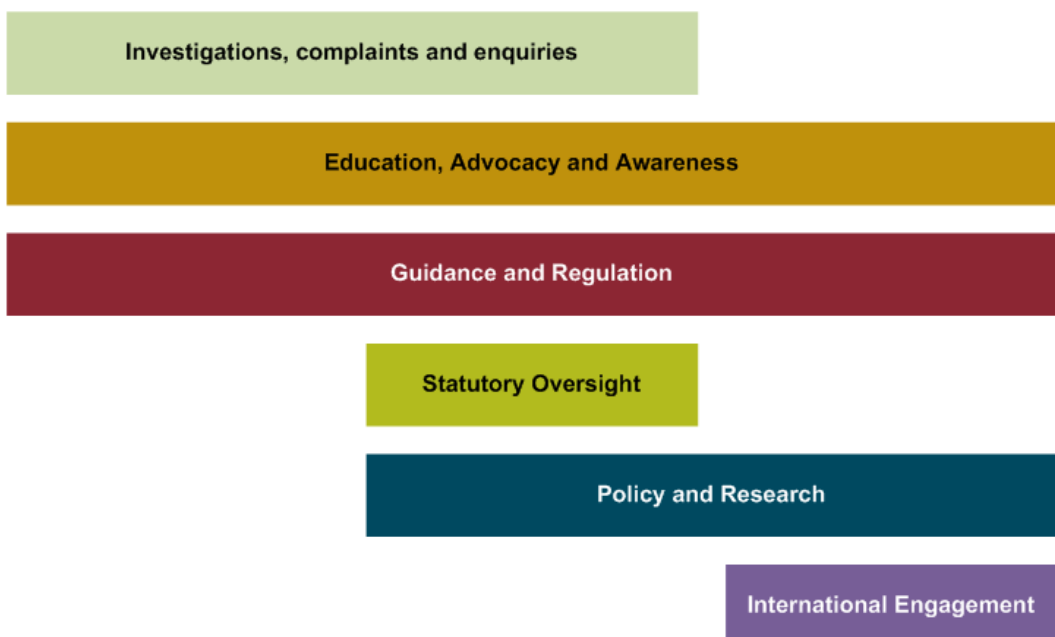 Investigations, complaints and enquiries
Education, Advocacy and Awareness
Guidance and Regulation
Statutory Oversight
Policy and Research
International Engagement